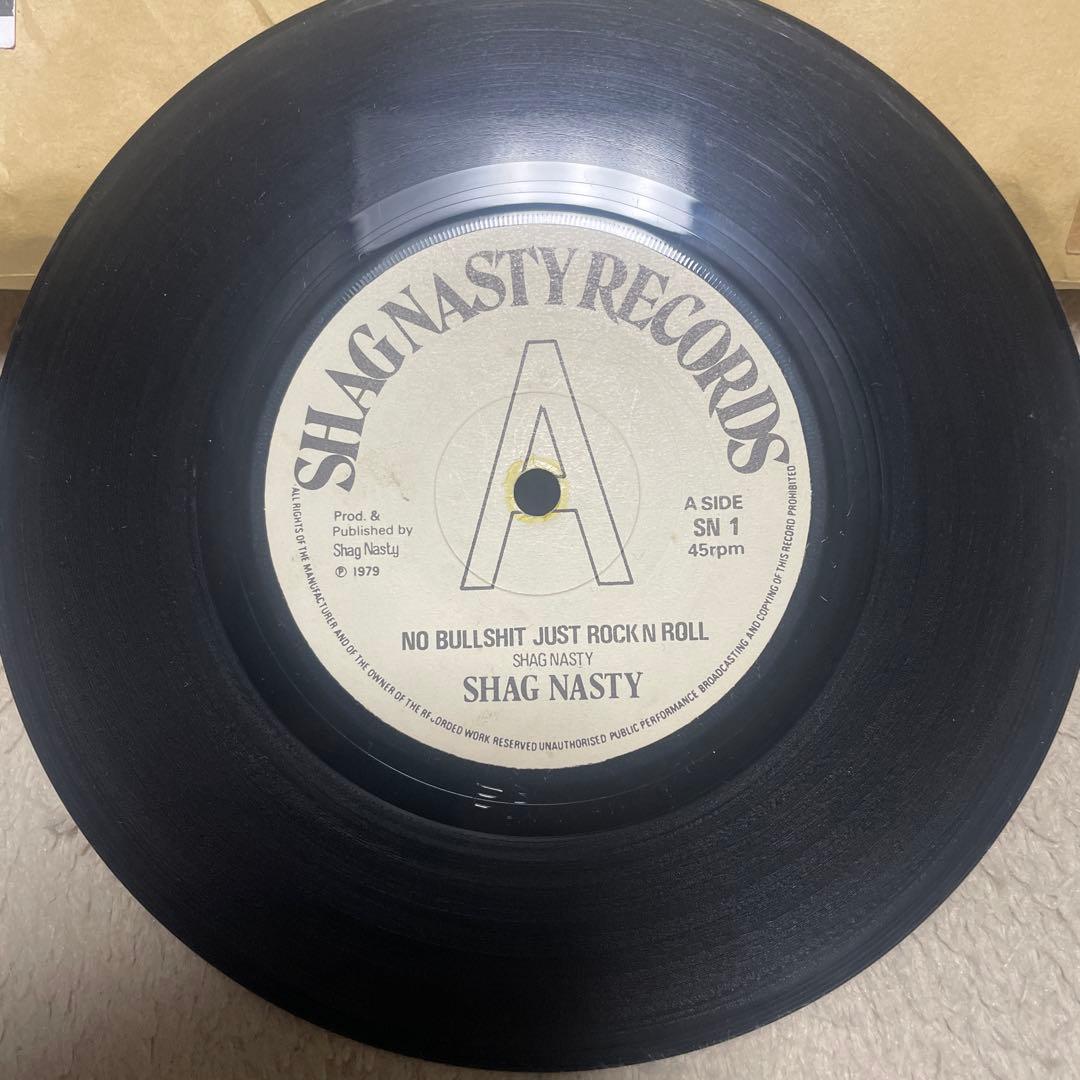 SHAG NASTY RECORDS
A
Prod. &
Published by
Shag Nasty
℗ 1979
A SIDE
SN 1
45rpm
NO BULLSHIT JUST ROCK N ROLL
SHAG NASTY
SHAG NASTY
ALL RIGHTS OF THE MANUFACTURER AND OF THE OWNER OF THE RECORDED WORK RESERVED UNAUTHORISED PUBLIC PERFORMANCE BROADCASTING AND COPYING OF THIS RECORD PROHIBITED